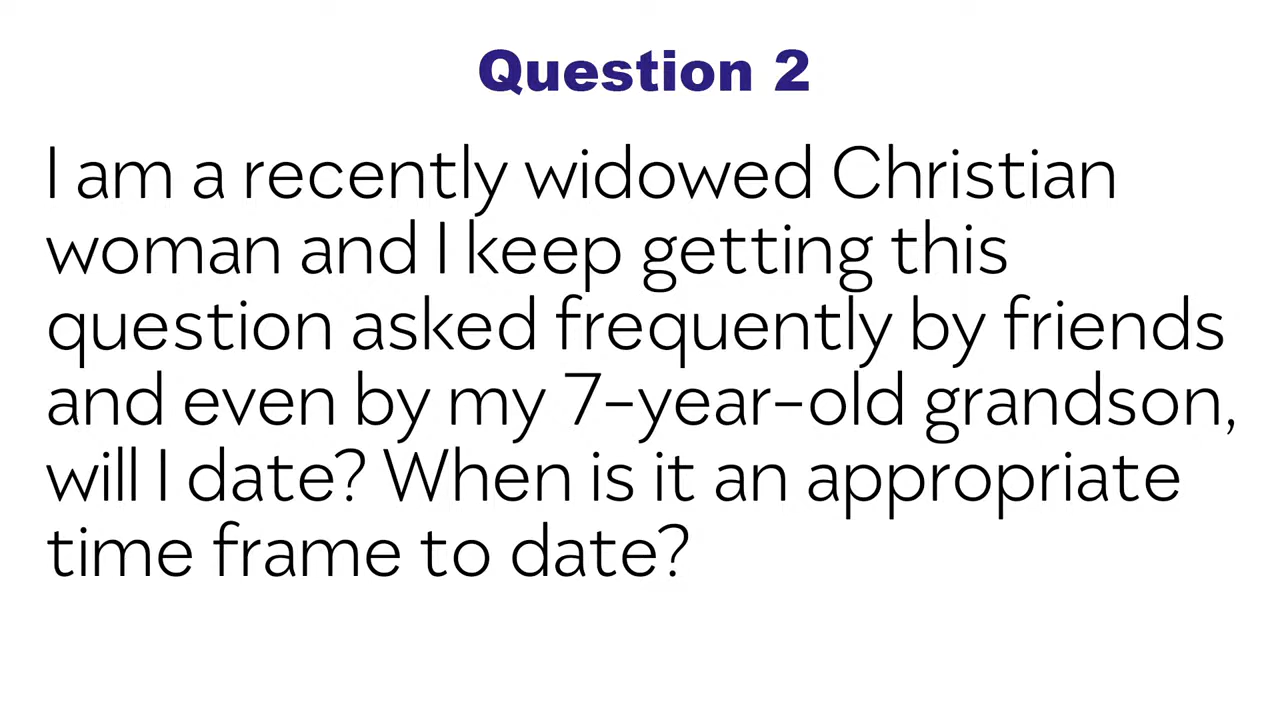 Question 2
I am a recently widowed Christian
woman and I keep getting this
question asked frequently by friends
and even by my 7-year-old grandson,
will I date? When is it an appropriate
time frame to date?